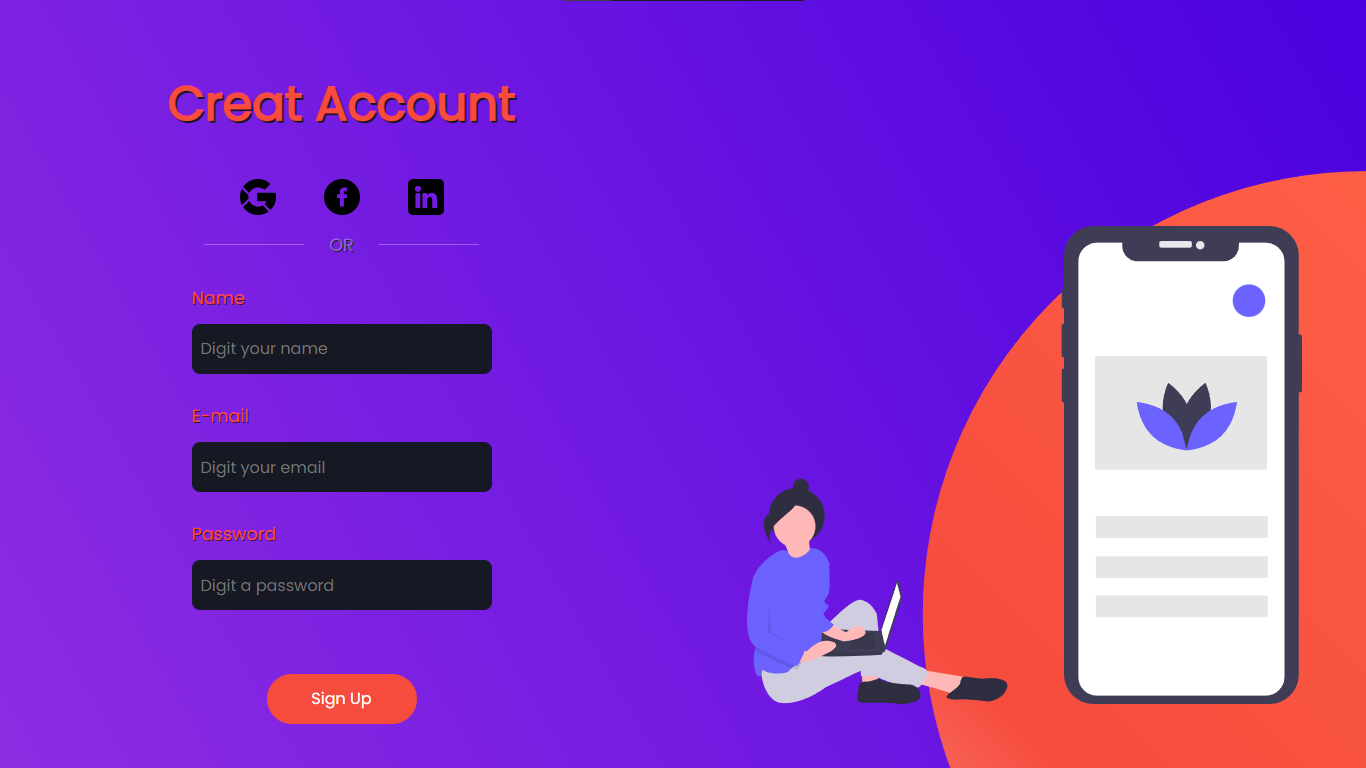 Creat Account
OR
Name
Digit your name
E-mail
Digit your email
Password
Digit a password
Sign Up